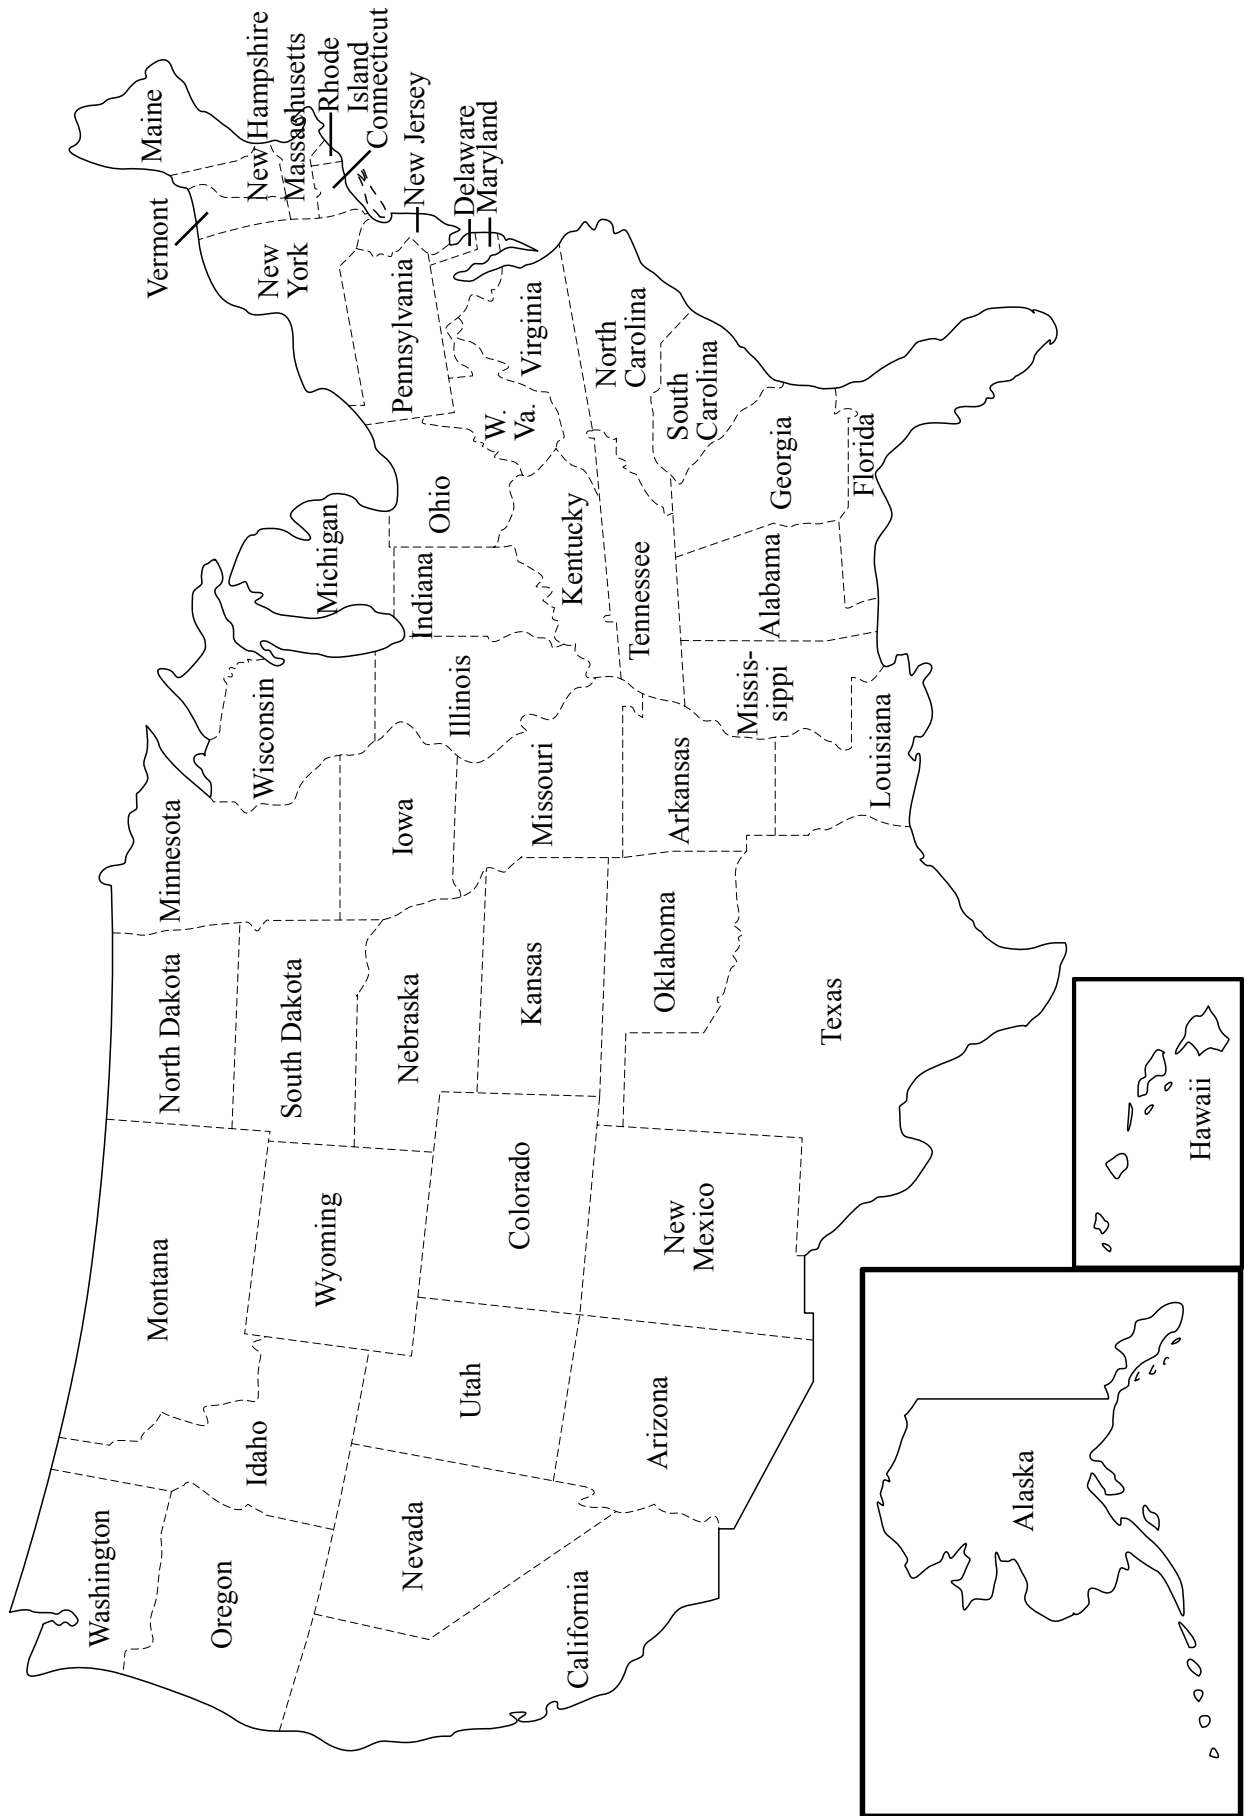 Washington
Oregon
California
Nevada
Idaho
Montana
Wyoming
Utah
Arizona
Colorado
New
Mexico
North Dakota
South Dakota
Nebraska
Kansas
Oklahoma
Texas
Minnesota
Iowa
Missouri
Arkansas
Louisiana
Wisconsin
Illinois
Michigan
Indiana
Ohio
Kentucky
Tennessee
Missis-
sippi
Alabama
Georgia
Florida
South
Carolina
North
Carolina
Virginia
W.
Va.
Pennsylvania
New
York
Vermont
Maine
New Hampshire
Massachusetts
Rhode
Island
Connecticut
New Jersey
Delaware
Maryland
Alaska
Hawaii